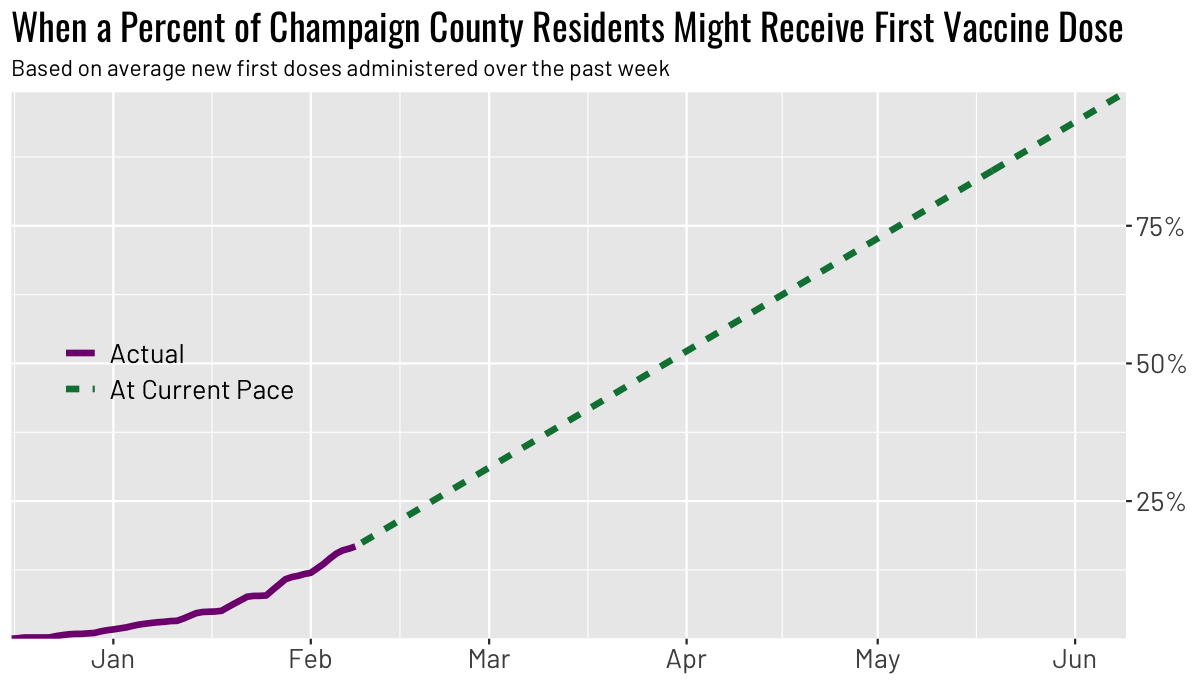 When a Percent of Champaign County Residents Might Receive First Vaccine Dose
Based on average new first doses administered over the past week
75%
Actual
50%
At Current Pace
25%
Jan Feb Mar Apr May Jun